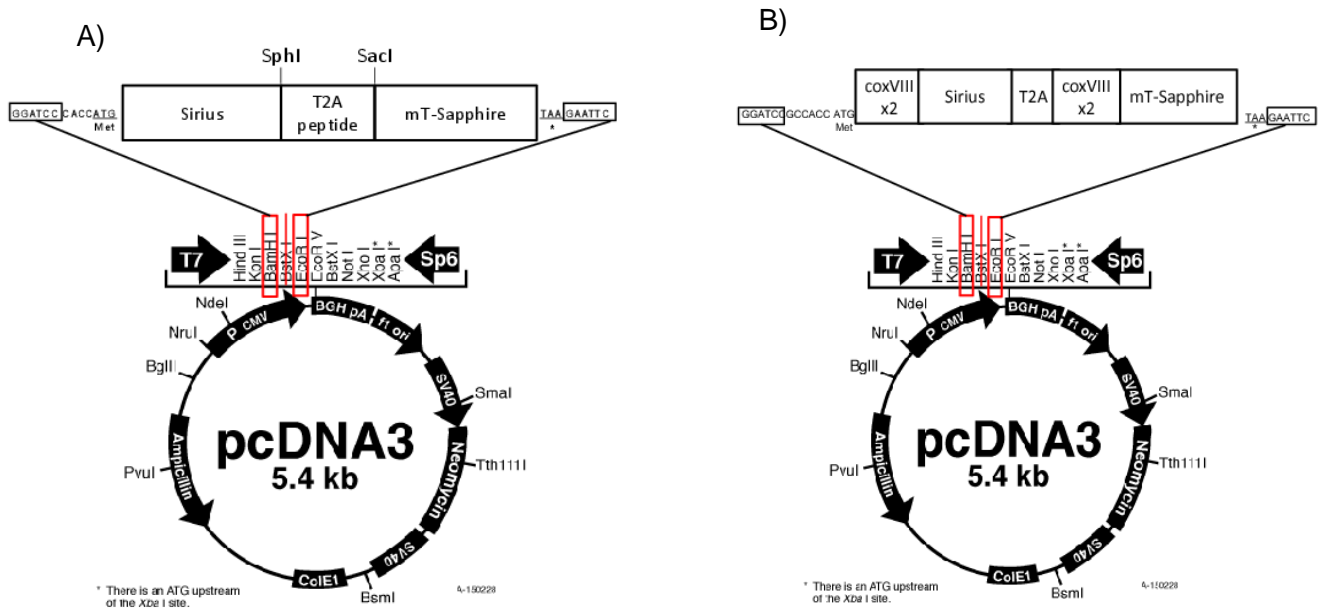 A)
SphI SacI
Sirius
T2A
peptide
mT-Sapphire
GGATCC CACCATG
Met
TAA GAATTC
*
T7
Hind III
Kpn I
BamH I
BstX I
EcoR I
EcoR V
BstX I
Not I
Xho I
Xba I*
Apa I*
Sp6
NdeI
NruI
BglII
PvuI
P CMV
BGH pA
f1 ori
SV40
SmaI
Neomycin
Tth111I
SV40
BsmI
ColE1
Ampicillin
pcDNA3
5.4 kb
* There is an ATG upstream
of the Xba I site.
A-150228
B)
coxVIII
x2
Sirius
T2A
coxVIII
x2
mT-Sapphire
GGATCCGCCACC ATG
Met
TAA GAATTC
*
T7
Hind III
Kpn I
BamH I
BstX I
EcoR I
EcoR V
BstX I
Not I
Xho I
Xba I*
Apa I*
Sp6
NdeI
NruI
BglII
PvuI
P CMV
BGH pA
f1 ori
SV40
SmaI
Neomycin
Tth111I
SV40
BsmI
ColE1
Ampicillin
pcDNA3
5.4 kb
* There is an ATG upstream
of the Xba I site.
A-150228